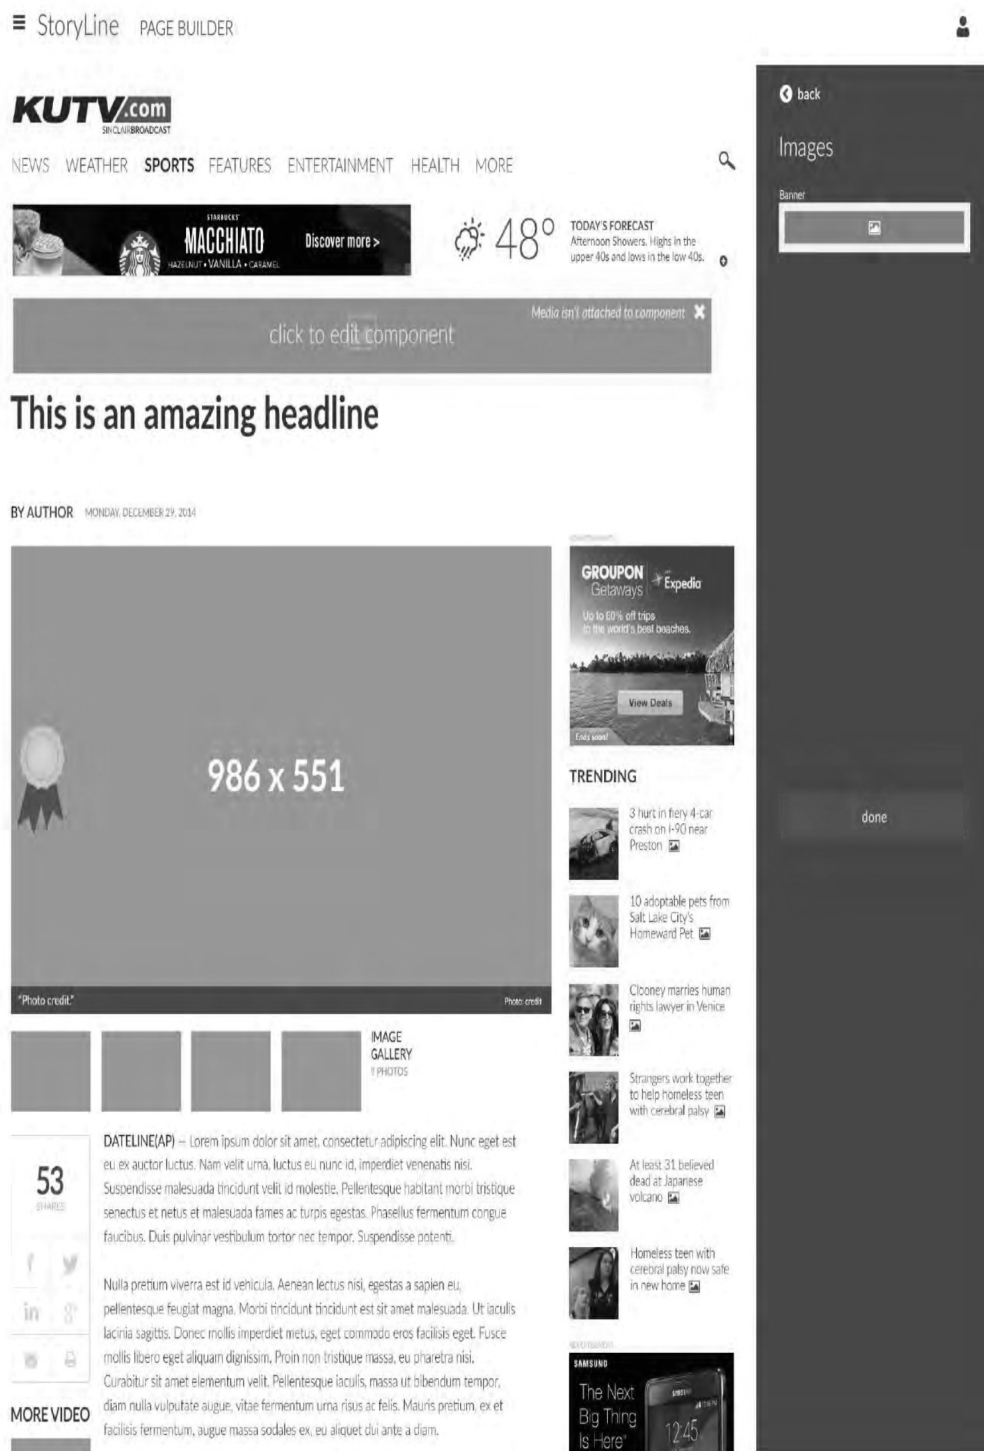 StoryLine PAGE BUILDER
KUTV.com
SINCLAIRBROADCAST
NEWS WEATHER SPORTS FEATURES ENTERTAINMENT HEALTH MORE
STARBUCKS
MACCHIATO
HAZELNUT • VANILLA • CARAMEL
Discover more >
48°
TODAY'S FORECAST
Afternoon Showers. Highs in the
upper 40s and lows in the low 40s.
Media isn't attached to component
click to edit component
This is an amazing headline
BY AUTHOR MONDAY, DECEMBER 29, 2014
986 x 551
"Photo credit." Photo: credit
IMAGE
GALLERY
PHOTOS
53
SHARES
in
MORE VIDEO
DATELINE(AP) — Lorem ipsum dolor sit amet, consectetur adipiscing elit. Nunc eget est
eu ex auctor luctus. Nam velit urna, luctus eu nunc id, imperdiet venenatis nisi.
Suspendisse malesuada tincidunt velit id molestie. Pellentesque habitant morbi tristique
senectus et netus et malesuada fames ac turpis egestas. Phasellus fermentum congue
faucibus. Duis pulvinar vestibulum tortor nec tempor. Suspendisse potenti.
Nulla pretium viverra est id vehicula. Aenean lectus nisi, egestas a sapien eu,
pellentesque feugiat magna. Morbi tincidunt tincidunt est sit amet malesuada. Ut iaculis
lacinia sagittis. Donec mollis imperdiet metus, eget commodo eros facilisis eget. Fusce
mollis libero eget aliquam dignissim. Proin non tristique massa, eu pharetra nisi.
Curabitur sit amet elementum velit. Pellentesque iaculis, massa ut bibendum tempor,
diam nulla vulputate augue, vitae fermentum urna risus ac felis. Mauris pretium, ex et
facilisis fermentum, augue massa sodales ex, eu aliquet dui ante a diam.
ADVERTISEMENT
GROUPON
Getaways
Expedia
Up to 60% off trips
to the world's best beaches.
View Deals
Ends soon!
TRENDING
3 hurt in fiery 4-car
crash on I-90 near
Preston
10 adoptable pets from
Salt Lake City's
Homeward Pet
Clooney marries human
rights lawyer in Venice
Strangers work together
to help homeless teen
with cerebral palsy
At least 31 believed
dead at Japanese
volcano
Homeless teen with
cerebral palsy now safe
in new home
ADVERTISEMENT
SAMSUNG
The Next
Big Thing
Is Here
SAMSUNG
12:45
back
Images
Banner
done